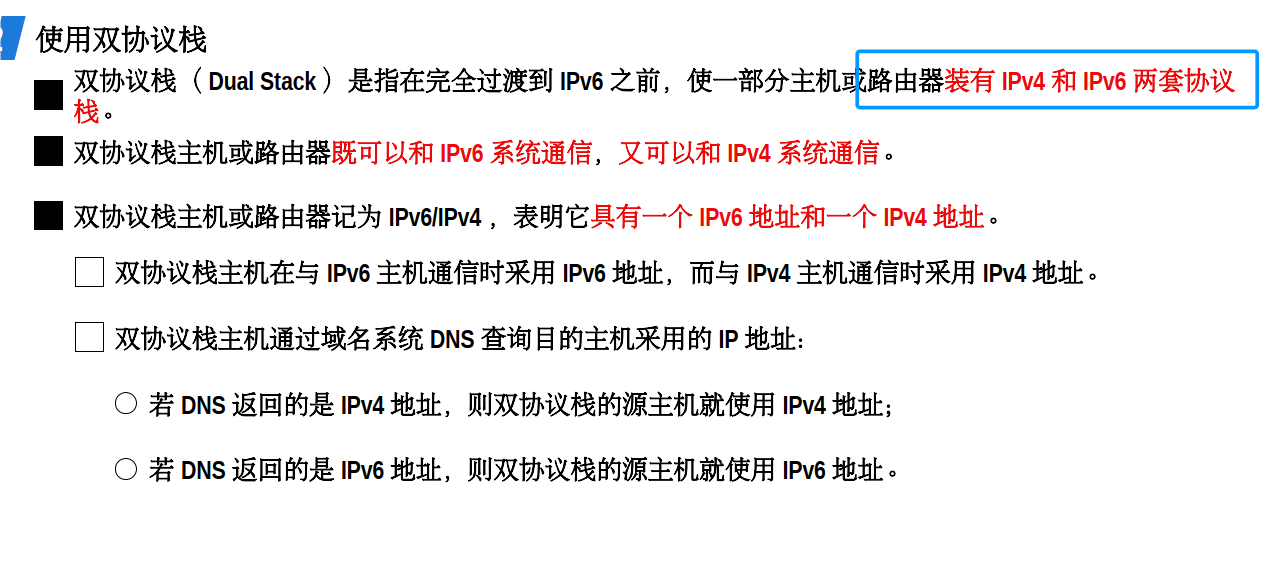 使用双协议栈
双协议栈（Dual Stack）是指在完全过渡到 IPv6 之前，使一部分主机或路由器装有 IPv4 和 IPv6 两套协议
栈。
双协议栈主机或路由器既可以和 IPv6 系统通信，又可以和 IPv4 系统通信。
双协议栈主机或路由器记为 IPv6/IPv4 ，表明它具有一个 IPv6 地址和一个 IPv4 地址。
双协议栈主机在与 IPv6 主机通信时采用 IPv6 地址，而与 IPv4 主机通信时采用 IPv4 地址。
双协议栈主机通过域名系统 DNS 查询目的主机采用的 IP 地址：
若 DNS 返回的是 IPv4 地址，则双协议栈的源主机就使用 IPv4 地址；
若 DNS 返回的是 IPv6 地址，则双协议栈的源主机就使用 IPv6 地址。